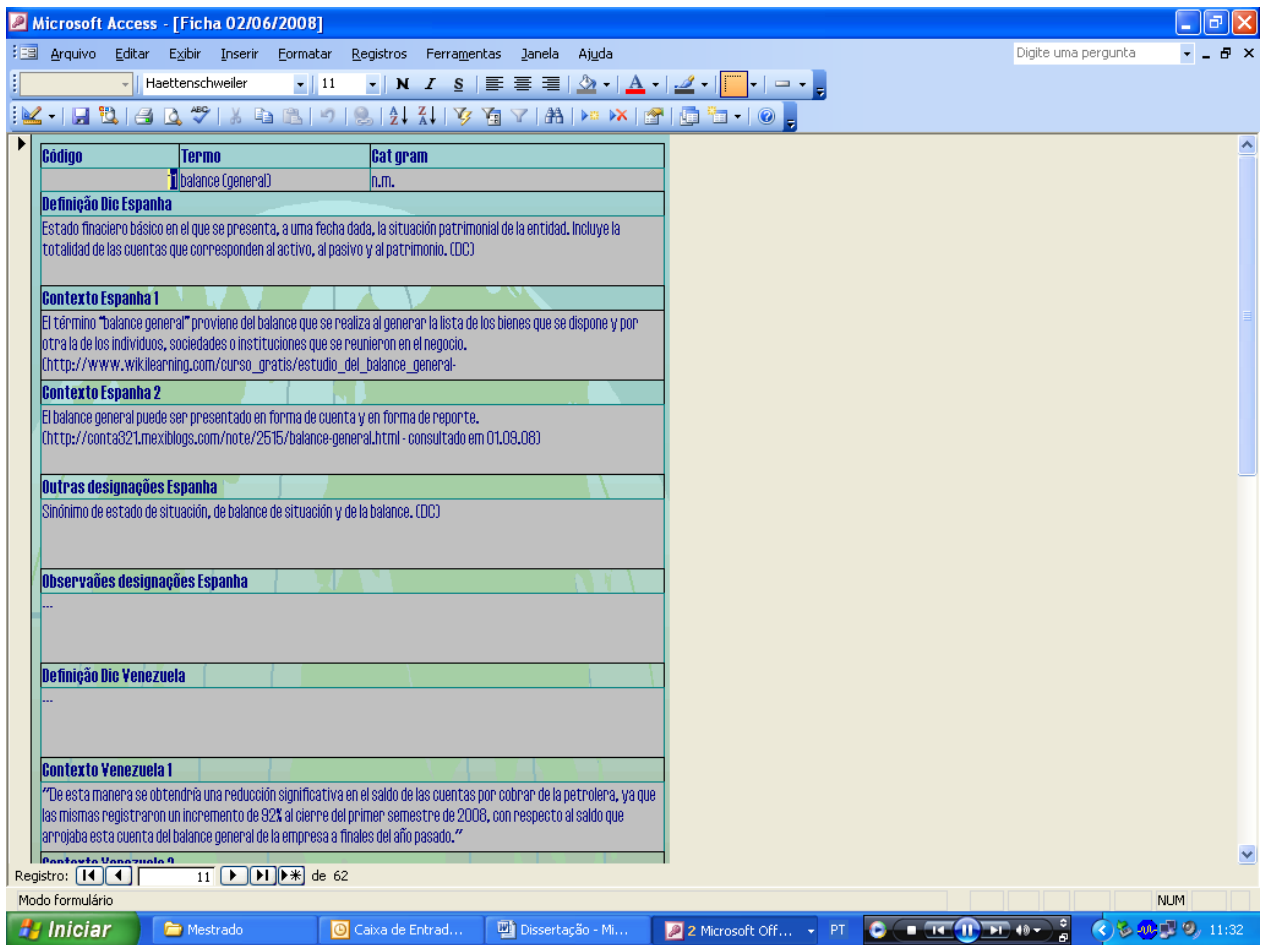 Microsoft Access - [Ficha 02/06/2008]
Arquivo Editar Exibir Inserir Formatar Registros Ferramentas Janela Ajuda Digite uma pergunta
Haettenschweiler 11 N I S
Código Termo Cat gram
balance (general) n.m.
Definição Dic Espanha
Estado finaciero básico en el que se presenta, a uma fecha dada, la situación patrimonial de la entidad. Incluye la
totalidad de las cuentas que corresponden al activo, al pasivo y al patrimonio. (DC)
Contexto Espanha 1
El término "balance general" proviene del balance que se realiza al generar la lista de los bienes que se dispone y por
otra la de los individuos, sociedades o instituciones que se reunieron en el negocio.
(http://www.wikilearning.com/curso_gratis/estudio_del_balance_general-
Contexto Espanha 2
El balance general puede ser presentado en forma de cuenta y en forma de reporte.
(http://conta321.mexiblogs.com/note/2515/balance-general.html - consultado em 01.09.08)
Outras designações Espanha
Sinónimo de estado de situación, de balance de situación y de la balance. (DC)
Observaões designações Espanha
---
Definição Dic Venezuela
---
Contexto Venezuela 1
"De esta manera se obtendría una reducción significativa en el saldo de las cuentas por cobrar de la petrolera, ya que
las mismas registraron un incremento de 92% al cierre del primer semestre de 2008, con respecto al saldo que
arrojaba esta cuenta del balance general de la empresa a finales del año pasado."
Contexto Venezuela 2
Registro: 11 de 62
Modo formulário NUM
Iniciar Mestrado Caixa de Entrad... Dissertação - Mi... 2 Microsoft Off... PT 11:32